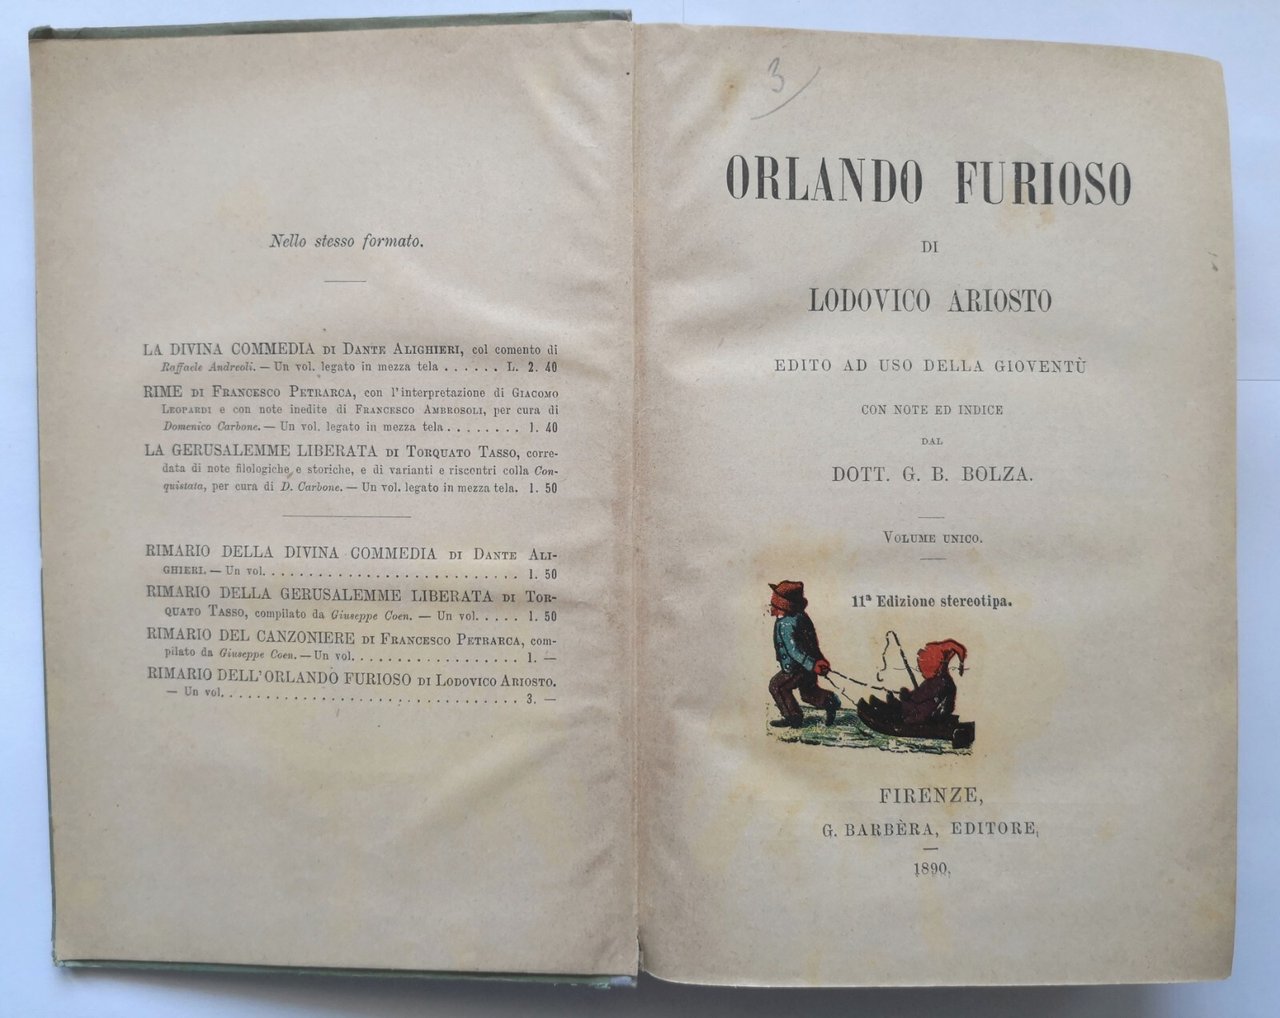 Nello stesso formato.
LA DIVINA COMMEDIA DI DANTE ALIGHIERI, col comento di
Raffaele Andreoli. — Un vol. legato in mezza tela . . . . . . L. 2. 40
RIME DI FRANCESCO PETRARCA, con l'interpretazione di GIACOMO
LEOPARDI e con note inedite di FRANCESCO AMBROSOLI, per cura di
Domenico Carbone. — Un vol. legato in mezza tela . . . . . . . . 1. 40
LA GERUSALEMME LIBERATA DI TORQUATO TASSO, corre-
data di note filologiche e storiche, e di varianti e riscontri colla Con-
quistata, per cura di D. Carbone. — Un vol. legato in mezza tela. 1. 50
RIMARIO DELLA DIVINA COMMEDIA DI DANTE ALI-
GHIERI. — Un vol. . . . . . . . . . . . . . . . . . . . . . . . . . 1. 50
RIMARIO DELLA GERUSALEMME LIBERATA DI TOR-
QUATO TASSO, compilato da Giuseppe Coen. — Un vol. . . . . 1. 50
RIMARIO DEL CANZONIERE DI FRANCESCO PETRARCA, com-
pilato da Giuseppe Coen. — Un vol. . . . . . . . . . . . . . . . 1. —
RIMARIO DELL'ORLANDO FURIOSO DI LODOVICO ARIOSTO.
— Un vol. . . . . . . . . . . . . . . . . . . . . . . . . . . . . . 3. —
3
ORLANDO FURIOSO
DI
LODOVICO ARIOSTO
EDITO AD USO DELLA GIOVENTÙ
CON NOTE ED INDICE
DAL
DOTT. G. B. BOLZA.
VOLUME UNICO.
11ª Edizione stereotipa.
FIRENZE,
G. BARBÈRA, EDITORE,
1890.